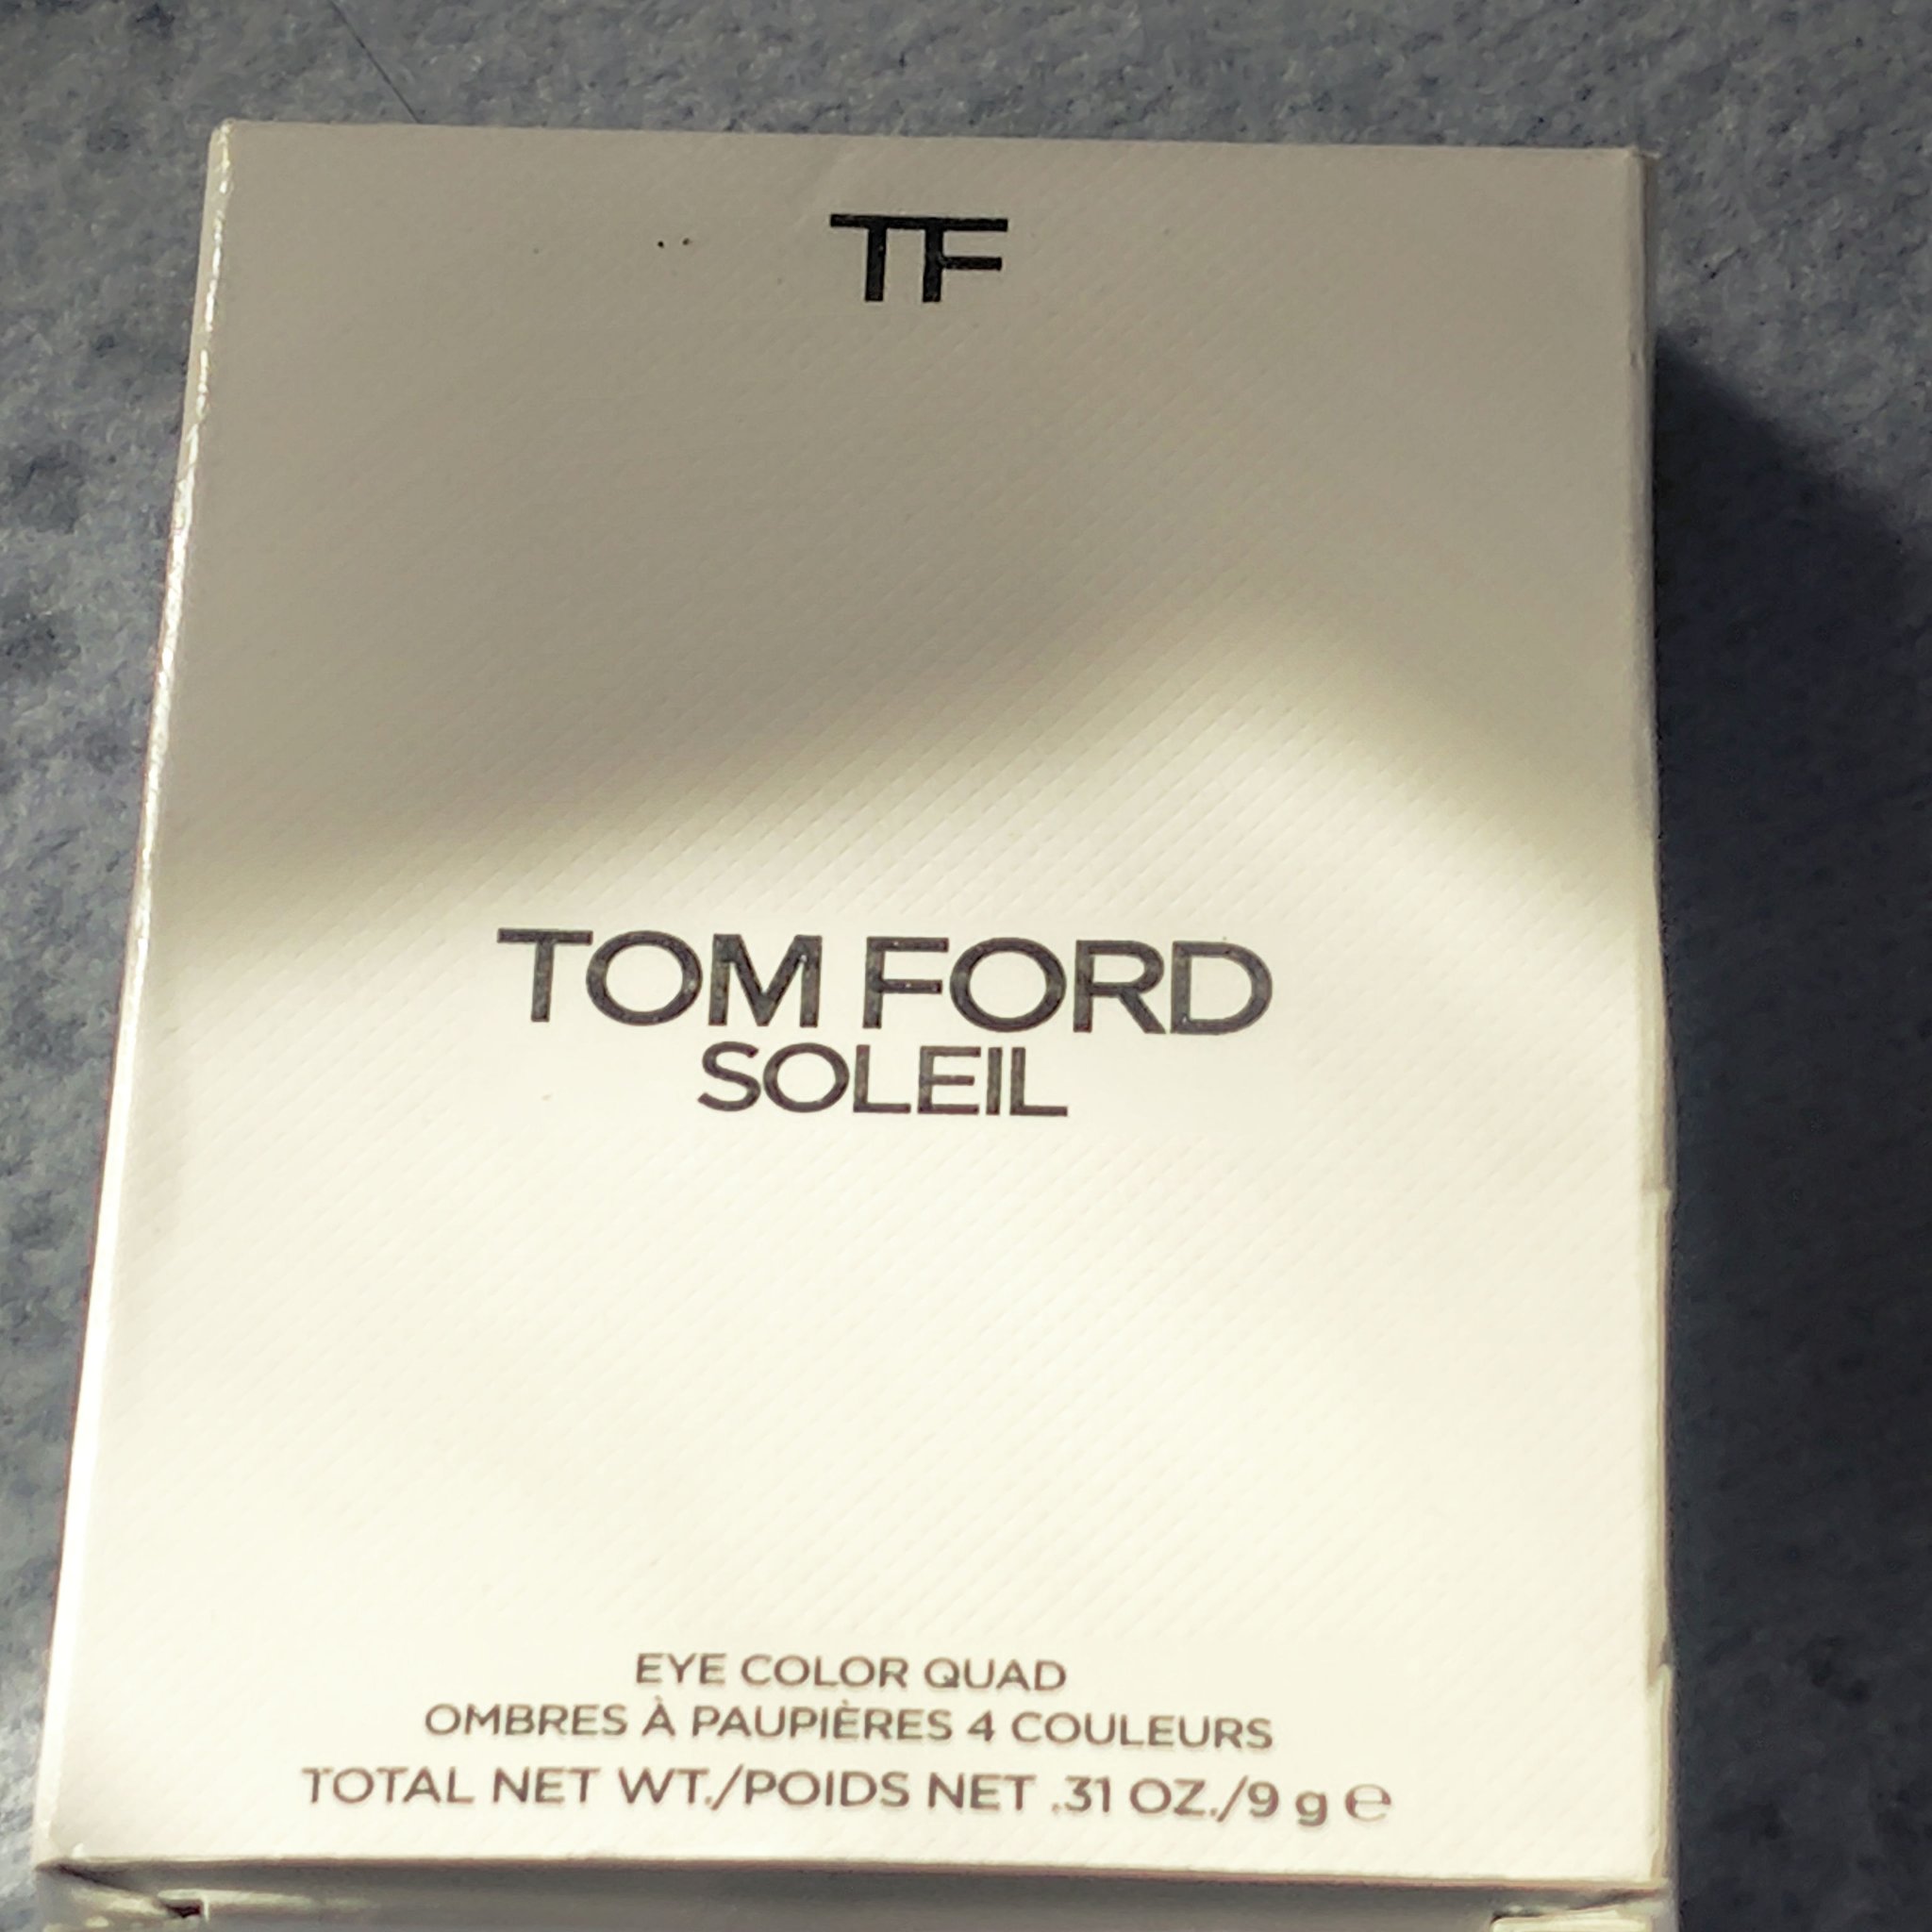 TF
TOM FORD
SOLEIL
EYE COLOR QUAD
OMBRES À PAUPIÈRES 4 COULEURS
TOTAL NET WT./POIDS NET .31 OZ./9 g ℮